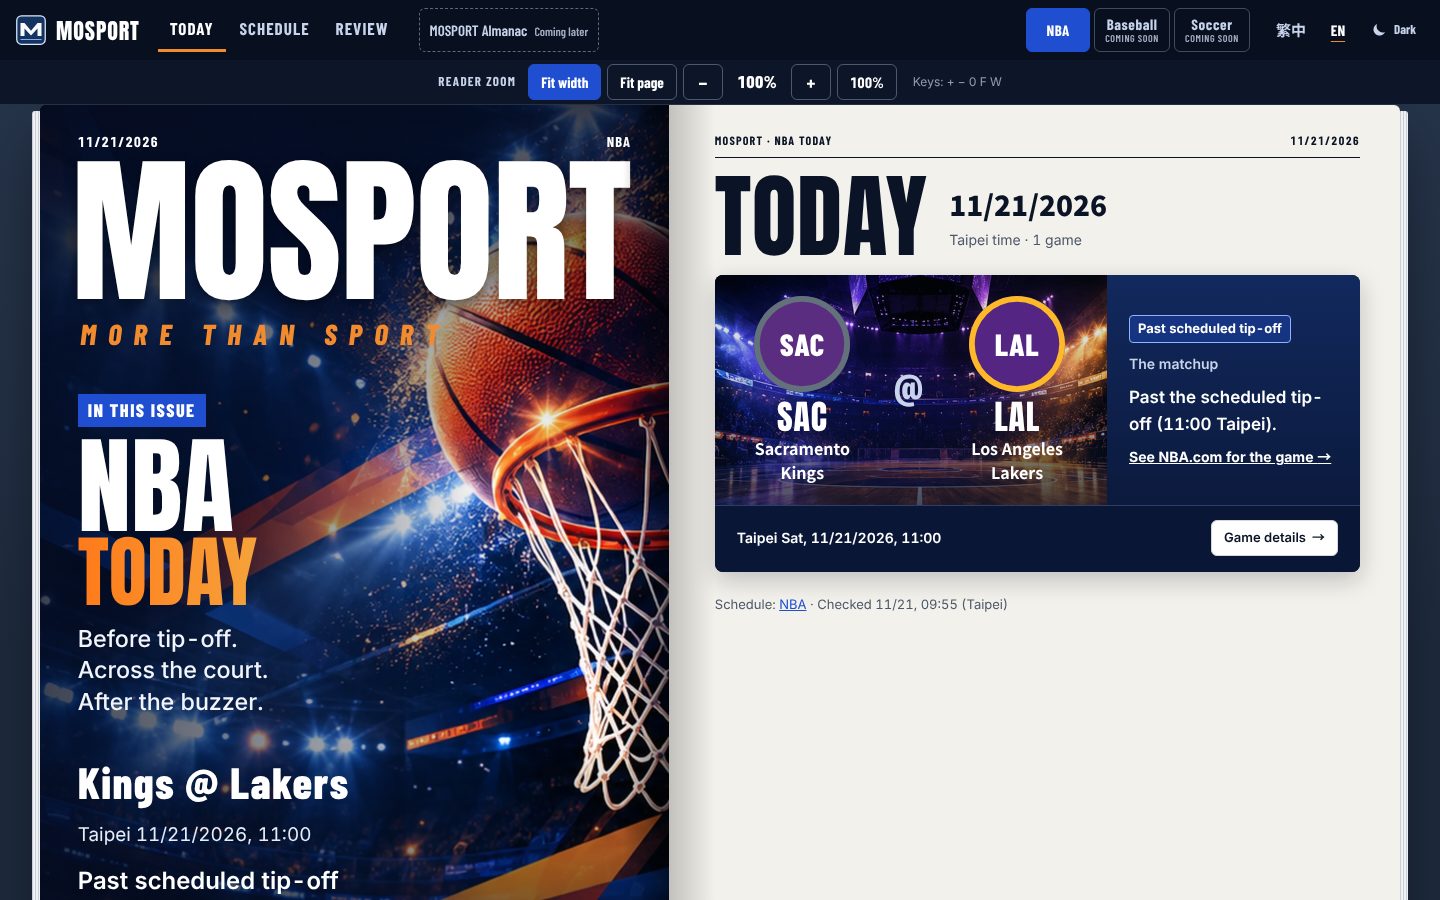 MOSPORT
TODAY
SCHEDULE
REVIEW
MOSPORT Almanac Coming later
NBA
Baseball
COMING SOON
Soccer
COMING SOON
繁中
EN
Dark
READER ZOOM
Fit width
Fit page
−
100%
+
100%
Keys: + − 0 F W
11/21/2026
NBA
MOSPORT
MORE THAN SPORT
IN THIS ISSUE
NBA
TODAY
Before tip-off.
Across the court.
After the buzzer.
Kings @ Lakers
Taipei 11/21/2026, 11:00
Past scheduled tip-off
MOSPORT · NBA TODAY
11/21/2026
TODAY
11/21/2026
Taipei time · 1 game
SAC
SAC
Sacramento
Kings
@
LAL
LAL
Los Angeles
Lakers
Past scheduled tip-off
The matchup
Past the scheduled tip-
off (11:00 Taipei).
See NBA.com for the game →
Taipei Sat, 11/21/2026, 11:00
Game details →
Schedule: NBA · Checked 11/21, 09:55 (Taipei)